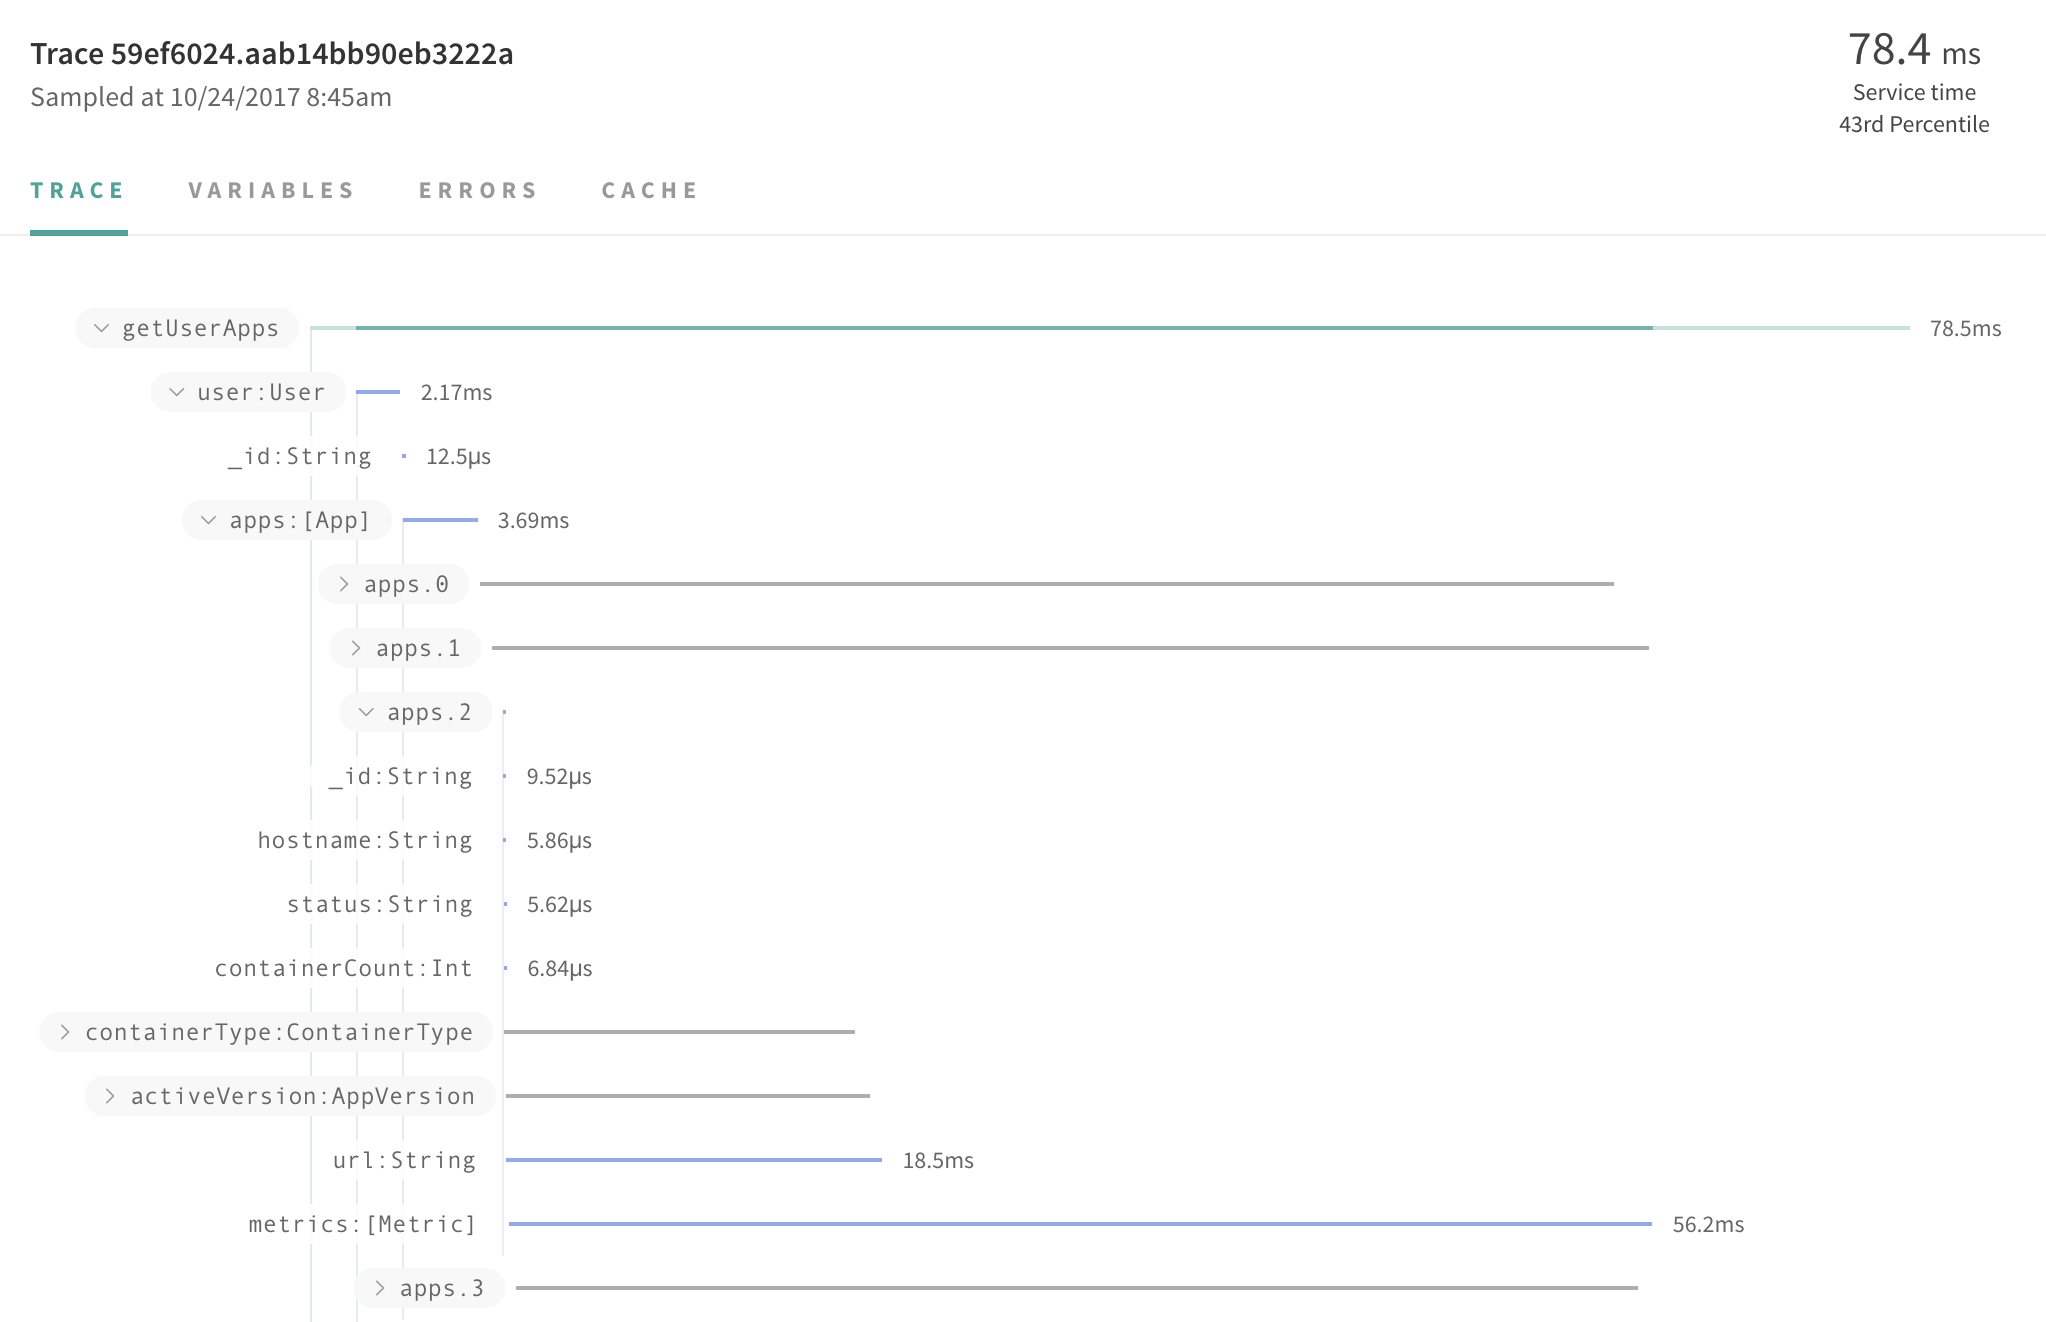 Trace 59ef6024.aab14bb90eb3222a
Sampled at 10/24/2017 8:45am
78.4 ms
Service time
43rd Percentile
TRACE VARIABLES ERRORS CACHE
getUserApps 78.5ms
user:User 2.17ms
_id:String 12.5µs
apps:[App] 3.69ms
apps.0
apps.1
apps.2
_id:String 9.52µs
hostname:String 5.86µs
status:String 5.62µs
containerCount:Int 6.84µs
containerType:ContainerType
activeVersion:AppVersion
url:String 18.5ms
metrics:[Metric] 56.2ms
apps.3